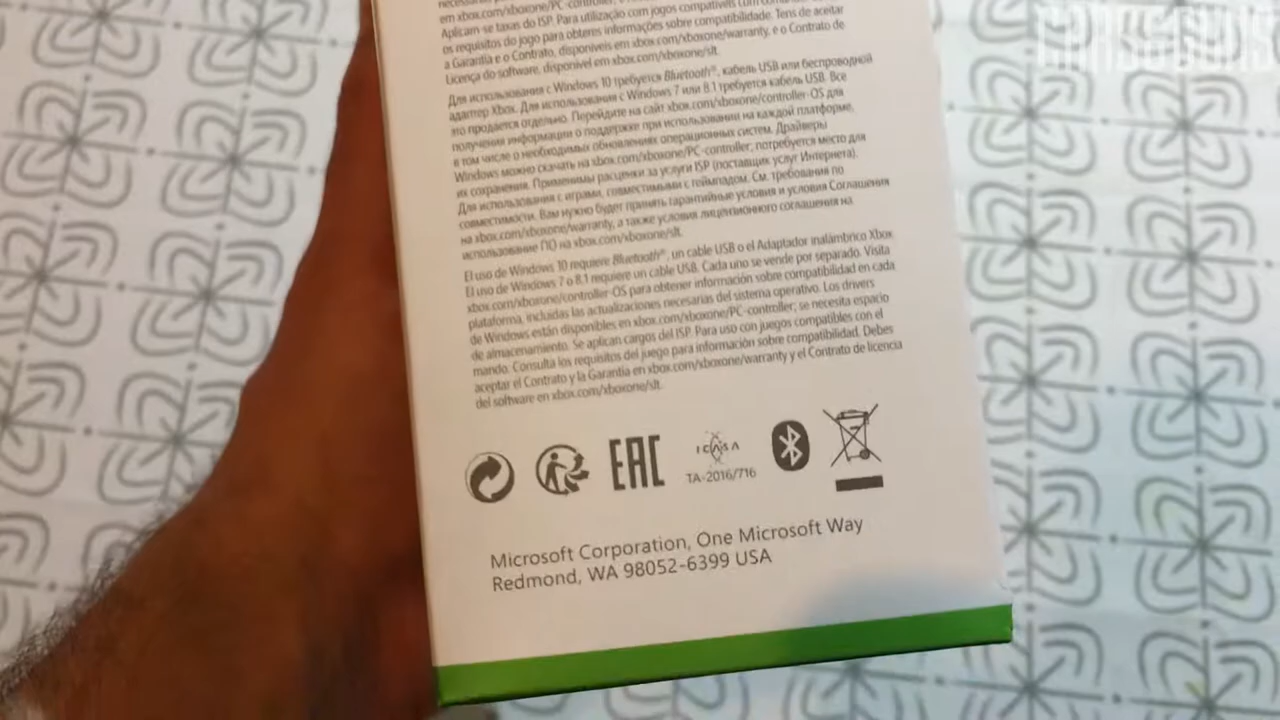 em xbox.com/xboxone/PC-controller,
Aplicam-se taxas do ISP. Para utilização com jogos compatíveis com
os requisitos do jogo para obteres informações sobre compatibilidade. Tens de aceitar
a Garantia e o Contrato, disponíveis em xbox.com/xboxone/warranty, e o Contrato de
Licença do software, disponível em xbox.com/xboxone/slt.
Для использования с Windows 10 требуется Bluetooth®, кабель USB или беспроводной
адаптер Xbox. Для использования с Windows 7 или 8.1 требуется кабель USB. Все
это продается отдельно. Перейдите на сайт xbox.com/xboxone/controller-OS для
получения информации о поддержке при использовании на каждой платформе,
в том числе о необходимых обновлениях операционных систем. Драйверы
Windows можно скачать на xbox.com/xboxone/PC-controller; потребуется место для
их сохранения. Применимы расценки за услуги ISP (поставщик услуг Интернета).
Для использования с играми, совместимыми с геймпадом. См. требования по
совместимости. Вам нужно будет принять гарантийные условия и условия Соглашения
на xbox.com/xboxone/warranty, а также условия лицензионного соглашения на
использование ПО на xbox.com/xboxone/slt.
El uso de Windows 10 requiere Bluetooth®, un cable USB o el Adaptador inalámbrico Xbox.
El uso de Windows 7 o 8.1 requiere un cable USB. Cada uno se vende por separado. Visita
xbox.com/xboxone/controller-OS para obtener información sobre compatibilidad en cada
plataforma, incluidas las actualizaciones necesarias del sistema operativo. Los drivers
de Windows están disponibles en xbox.com/xboxone/PC-controller; se necesita espacio
de almacenamiento. Se aplican cargos del ISP. Para uso con juegos compatibles con el
mando. Consulta los requisitos del juego para información sobre compatibilidad. Debes
aceptar el Contrato y la Garantía en xbox.com/xboxone/warranty y el Contrato de licencia
del software en xbox.com/xboxone/slt.
EAC
ICASA
TA-2016/716
Microsoft Corporation, One Microsoft Way
Redmond, WA 98052-6399 USA